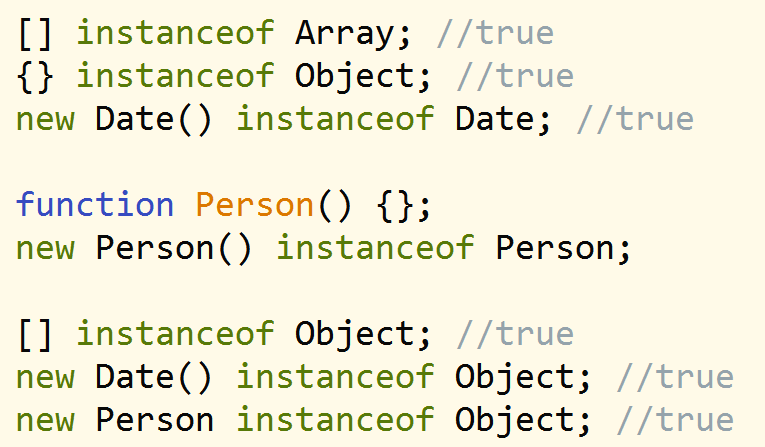 [] instanceof Array; //true
{} instanceof Object; //true
new Date() instanceof Date; //true
function Person() {};
new Person() instanceof Person;
[] instanceof Object; //true
new Date() instanceof Object; //true
new Person instanceof Object; //true